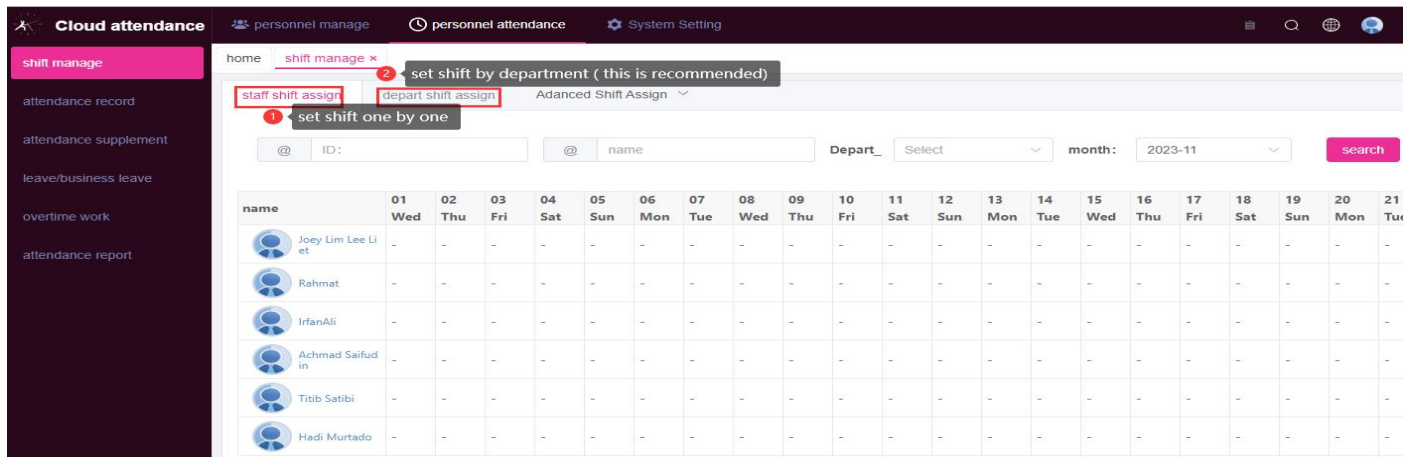 Cloud attendance personnel manage personnel attendance System Setting
shift manage
home shift manage ×
2 set shift by department ( this is recommended)
attendance record
staff shift assign depart shift assign Adanced Shift Assign
1 set shift one by one
attendance supplement
@ ID: @ name Depart_ Select month: 2023-11 search
leave/business leave
overtime work
attendance report
name 01 02 03 04 05 06 07 08 09 10 11 12 13 14 15 16 17 18 19 20 21
Wed Thu Fri Sat Sun Mon Tue Wed Thu Fri Sat Sun Mon Tue Wed Thu Fri Sat Sun Mon Tue
Joey Lim Lee Li
et - - - - - - - - - - - - - - - - - - - - -
Rahmat - - - - - - - - - - - - - - - - - - - - -
IrfanAli - - - - - - - - - - - - - - - - - - - - -
Achmad Saifud
in - - - - - - - - - - - - - - - - - - - - -
Titib Satibi - - - - - - - - - - - - - - - - - - - - -
Hadi Murtado - - - - - - - - - - - - - - - - - - - - -